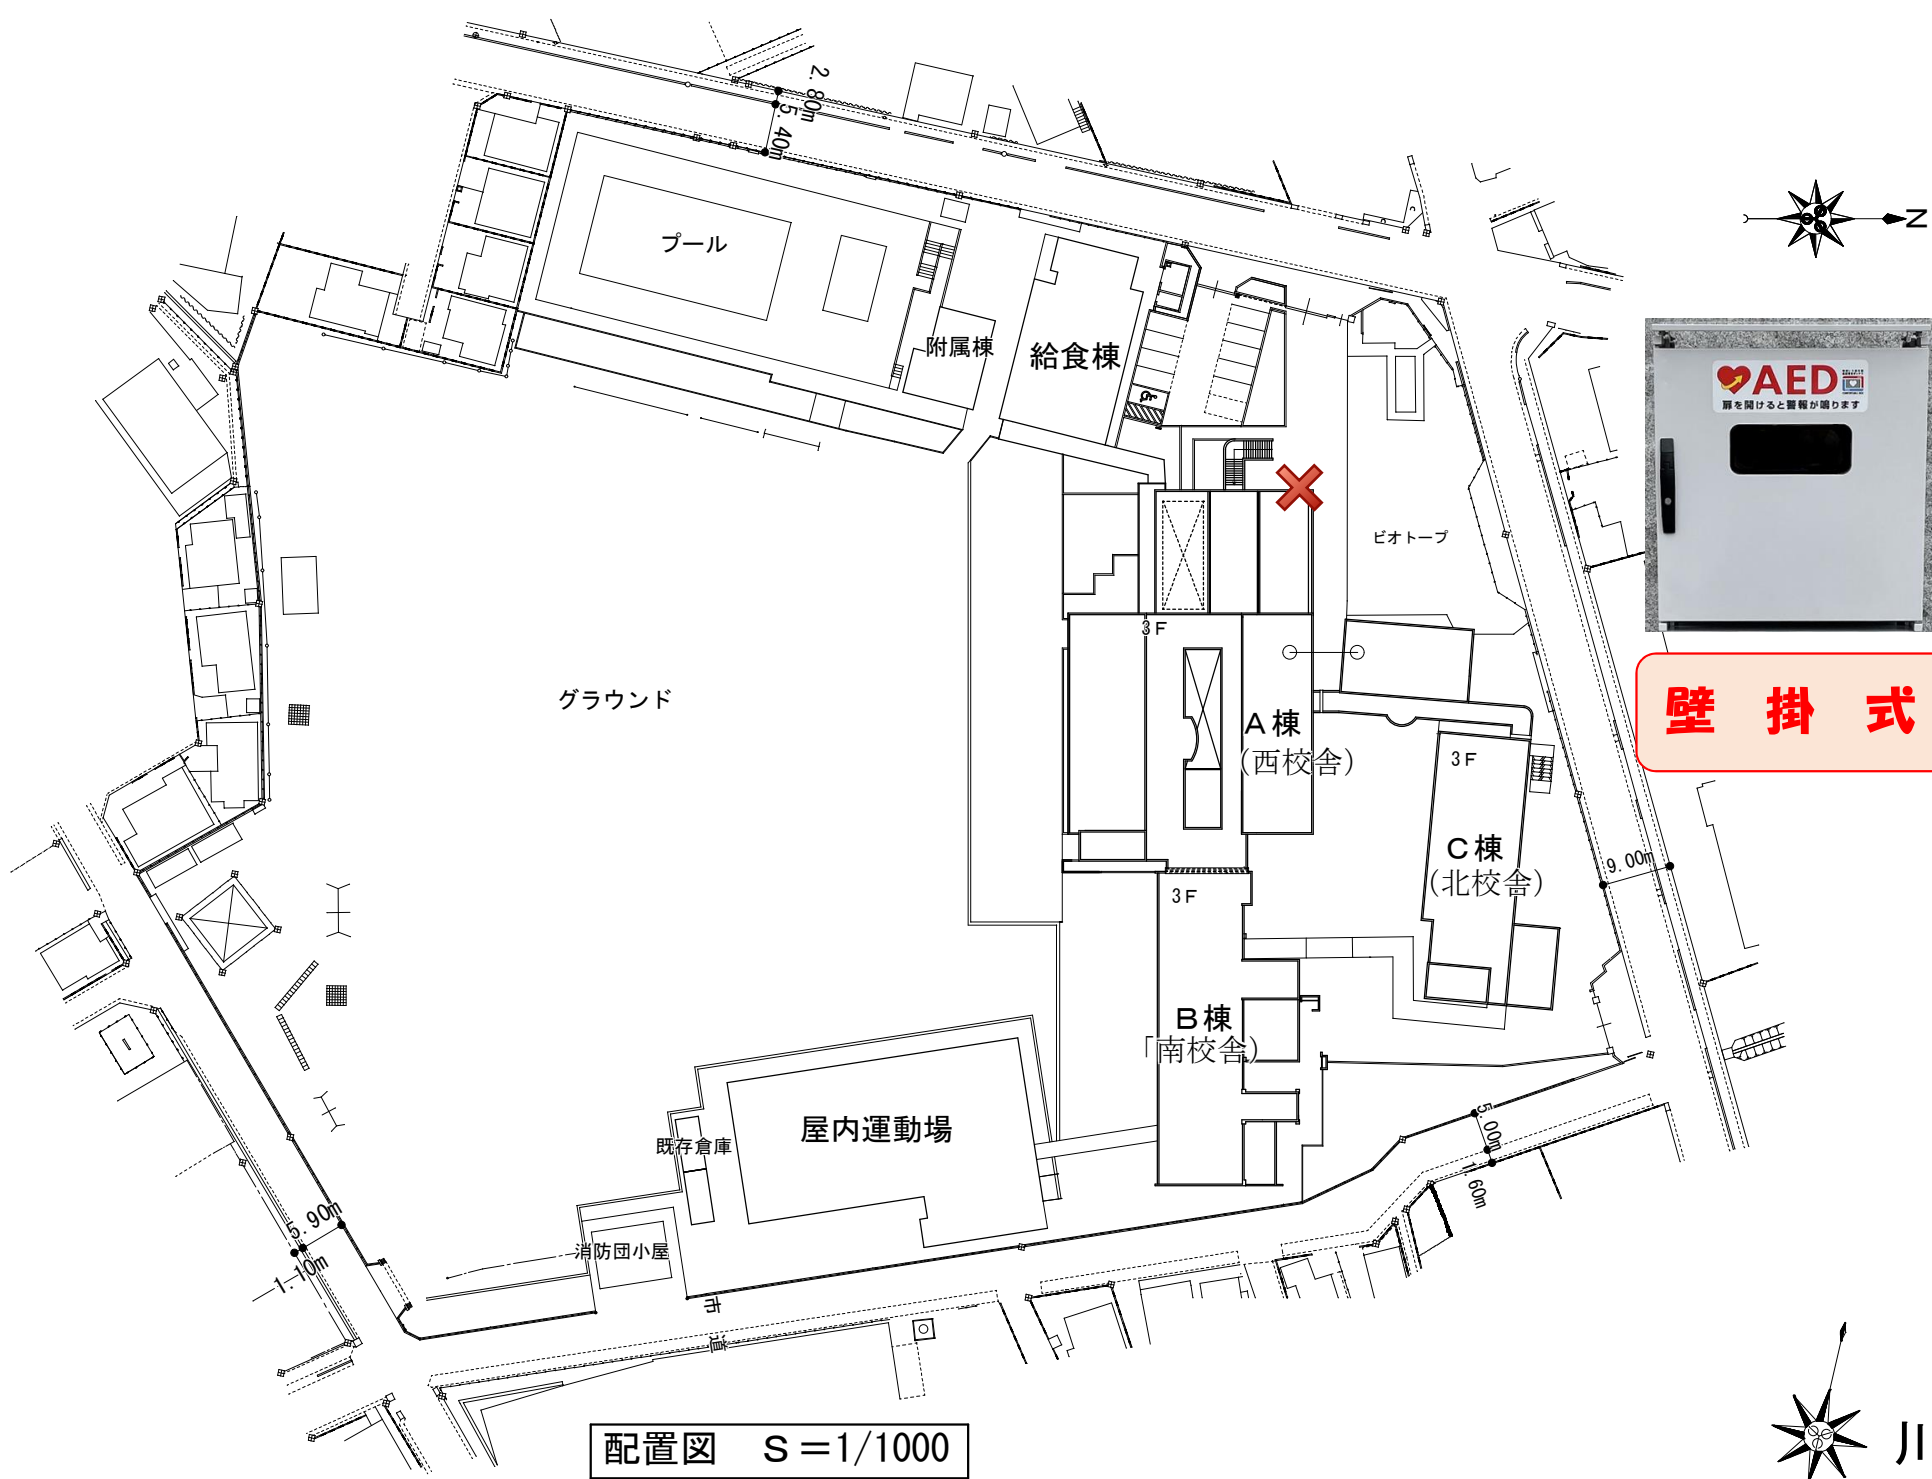 2.80m
5.40m
N
プール
附属棟
給食棟
AED
扉を開けると警報が鳴ります
ビオトープ
3F
グラウンド
壁 掛 式
A棟
(西校舎)
3F
C棟
(北校舎)
9.00m
3F
B棟
「南校舎)
屋内運動場
既存倉庫
5.00m
1.60m
5.90m
1.10m
消防団小屋
市
道
配置図 S=1/1000
川